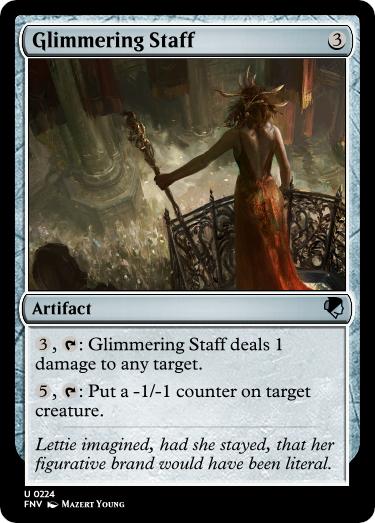 Glimmering Staff 3
Artifact
3, T: Glimmering Staff deals 1
damage to any target.
5, T: Put a -1/-1 counter on target
creature.
Lettie imagined, had she stayed, that her
figurative brand would have been literal.
U 0224
FNV Mazert Young